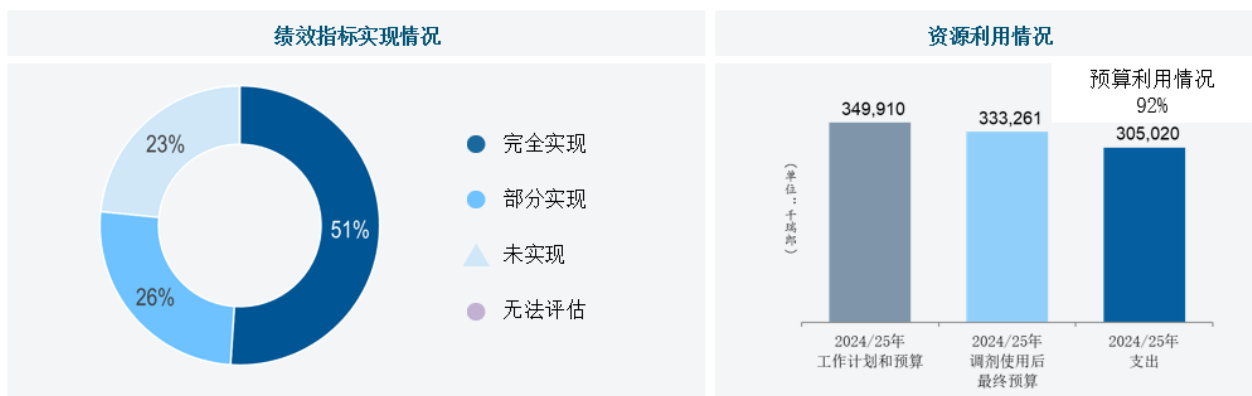 绩效指标实现情况
23%
51%
26%
完全实现
部分实现
未实现
无法评估
资源利用情况
预算利用情况
92%
349,910
333,261
305,020
(单位：千瑞郎)
2024/25年
工作计划和预算
2024/25年
调剂使用后
最终预算
2024/25年
支出